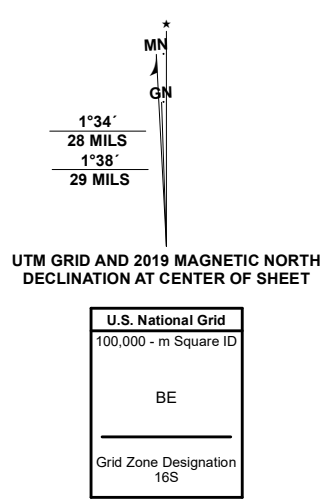 MN
GN
1°34´
28 MILS
1°38´
29 MILS
UTM GRID AND 2019 MAGNETIC NORTH
DECLINATION AT CENTER OF SHEET
U.S. National Grid
100,000 - m Square ID
BE
Grid Zone Designation
16S